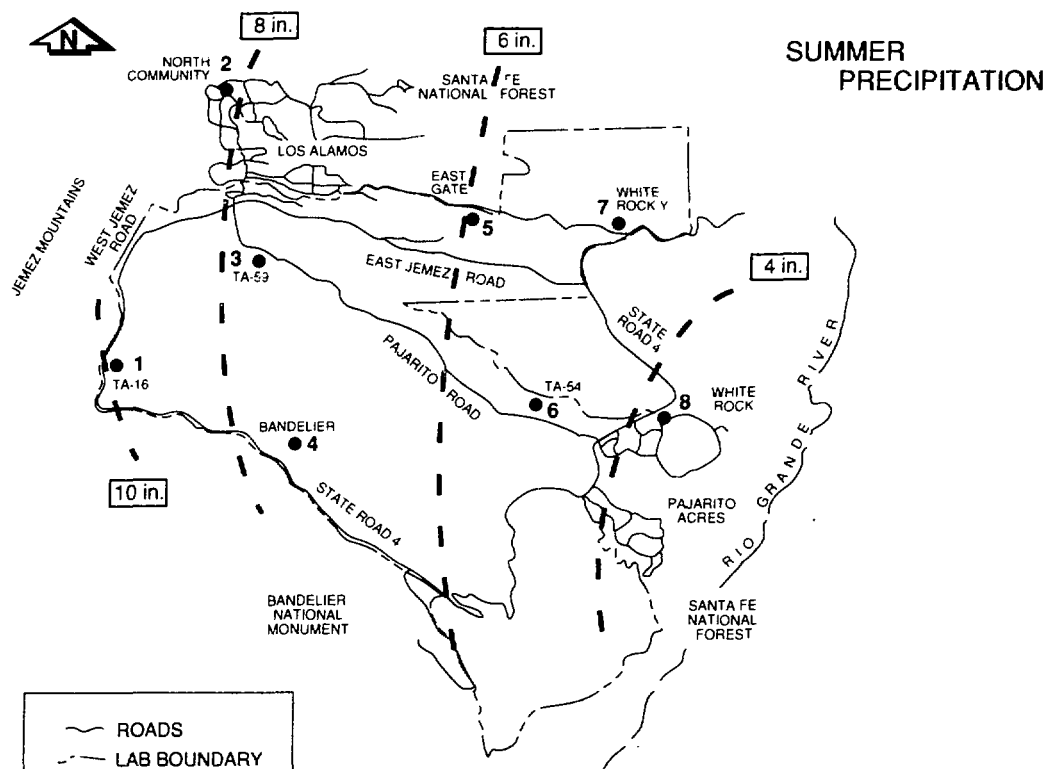 N
8 in.
6 in.
SUMMER
PRECIPITATION
NORTH
COMMUNITY
2
SANTA FE
NATIONAL FOREST
LOS ALAMOS
EAST
GATE
5
7
WHITE
ROCK Y
JEMEZ MOUNTAINS
WEST JEMEZ
ROAD
3
TA-59
EAST JEMEZ ROAD
4 in.
STATE
ROAD 4
RIO GRANDE RIVER
1
TA-16
PAJARITO ROAD
TA-54
6
8
WHITE
ROCK
BANDELIER
4
10 in.
STATE ROAD 4
PAJARITO
ACRES
BANDELIER
NATIONAL
MONUMENT
SANTA FE
NATIONAL
FOREST
ROADS
LAB BOUNDARY